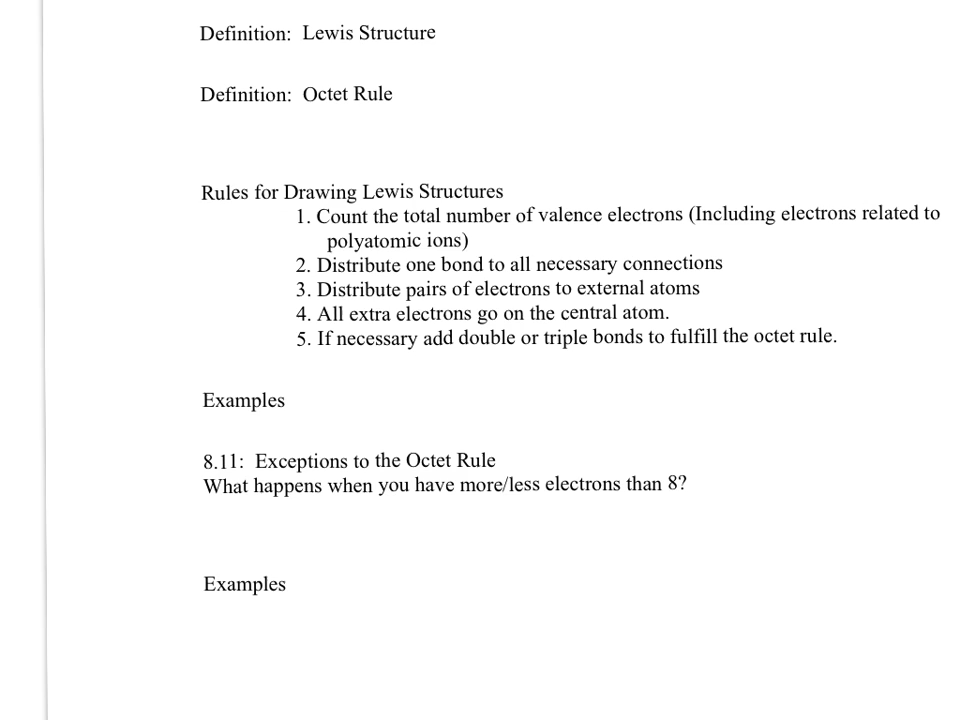 Definition: Lewis Structure
Definition: Octet Rule
Rules for Drawing Lewis Structures
1. Count the total number of valence electrons (Including electrons related to
polyatomic ions)
2. Distribute one bond to all necessary connections
3. Distribute pairs of electrons to external atoms
4. All extra electrons go on the central atom.
5. If necessary add double or triple bonds to fulfill the octet rule.
Examples
8.11: Exceptions to the Octet Rule
What happens when you have more/less electrons than 8?
Examples